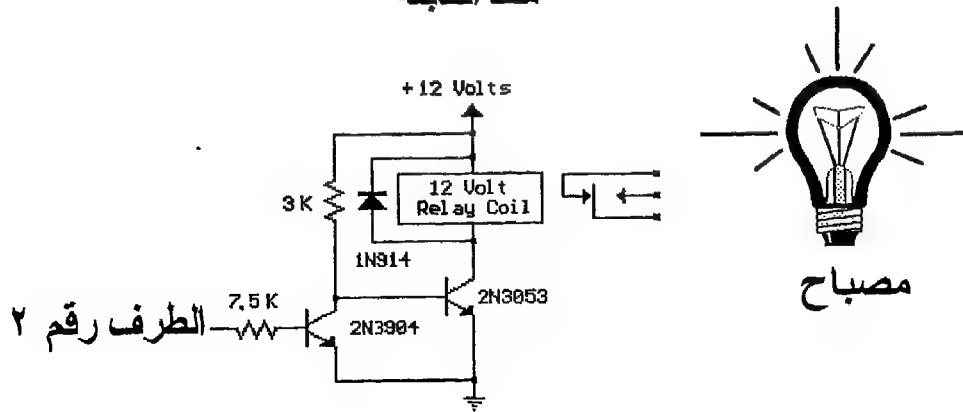 +12 Volts
3K
12 Volt
Relay Coil
1N914
2N3053
7.5K
2N3904
الطرف رقم ٢
مصباح